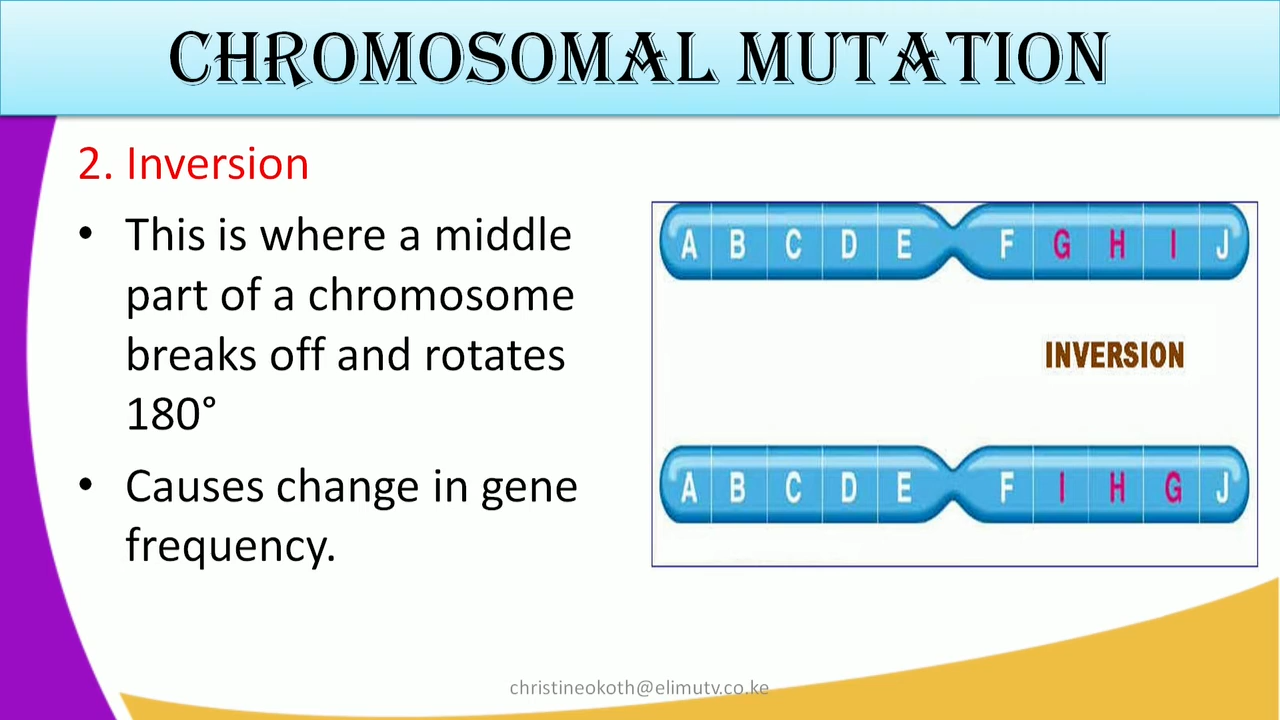 CHROMOSOMAL MUTATION
2. Inversion
• This is where a middle
part of a chromosome
breaks off and rotates
180°
• Causes change in gene
frequency.
A B C D E F G H I J
INVERSION
A B C D E F I H G J
christineokoth@elimutv.co.ke